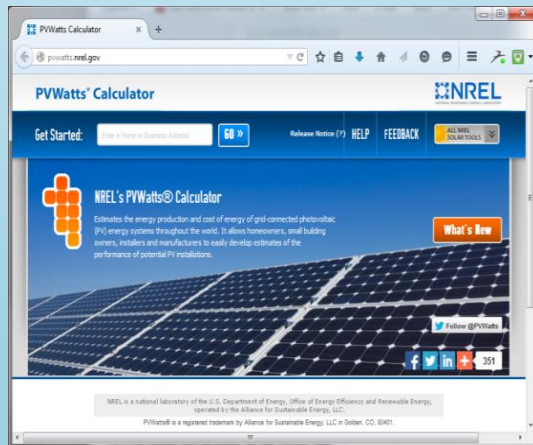 PVWatts Calculator
pvwatts.nrel.gov
PVWatts® Calculator
NREL
NATIONAL RENEWABLE ENERGY LABORATORY
Get Started:
Enter a Home or Business Address
GO »
Release Notice (?)
HELP
FEEDBACK
ALL NREL
SOLAR TOOLS
NREL's PVWatts® Calculator
Estimates the energy production and cost of energy of grid-connected photovoltaic
(PV) energy systems throughout the world. It allows homeowners, small building
owners, installers and manufacturers to easily develop estimates of the
performance of potential PV installations.
What's New
Follow @PVWatts
351
NREL is a national laboratory of the U.S. Department of Energy, Office of Energy Efficiency and Renewable Energy,
operated by the Alliance for Sustainable Energy, LLC.
PVWatts® is a registered trademark by Alliance for Sustainable Energy, LLC in Golden, CO, 80401.